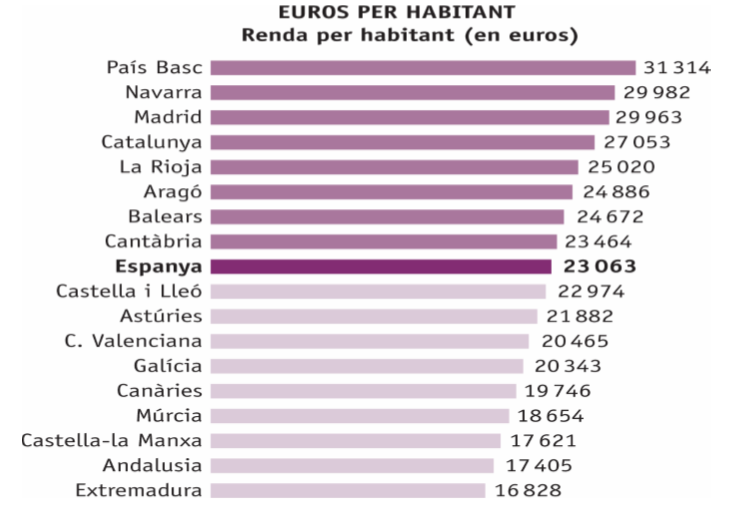 EUROS PER HABITANT
Renda per habitant (en euros)
País Basc 31 314
Navarra 29 982
Madrid 29 963
Catalunya 27 053
La Rioja 25 020
Aragó 24 886
Balears 24 672
Cantàbria 23 464
Espanya 23 063
Castella i Lleó 22 974
Astúries 21 882
C. Valenciana 20 465
Galícia 20 343
Canàries 19 746
Múrcia 18 654
Castella-la Manxa 17 621
Andalusia 17 405
Extremadura 16 828